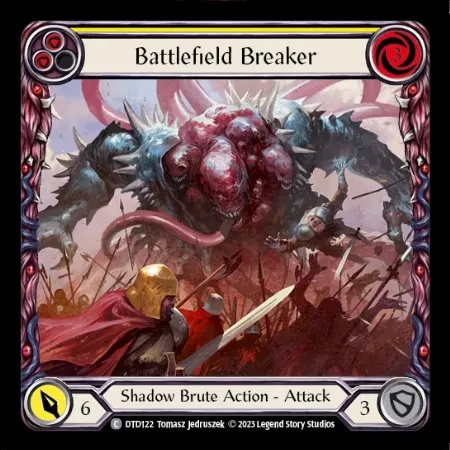 Battlefield Breaker
3
6
Shadow Brute Action - Attack
3
C DTD122 Tomasz Jedruszek © 2023 Legend Story Studios